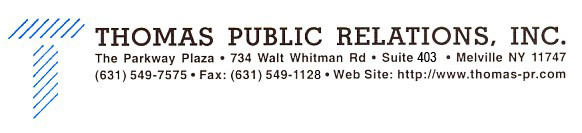 THOMAS PUBLIC RELATIONS, INC.
The Parkway Plaza • 734 Walt Whitman Rd • Suite 403 • Melville NY 11747
(631) 549-7575 • Fax: (631) 549-1128 • Web Site: http://www.thomas-pr.com